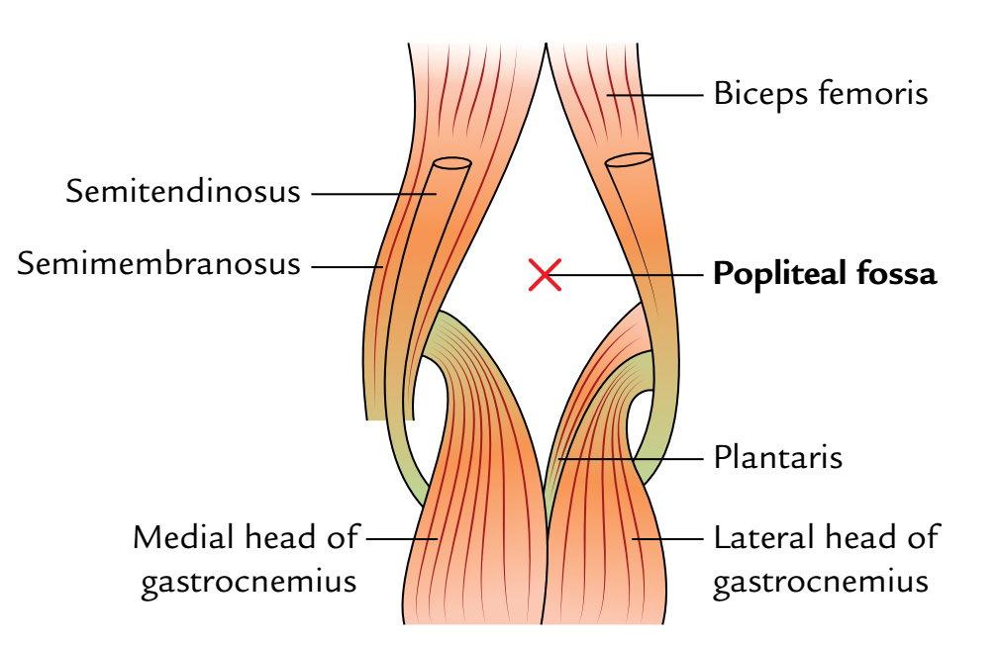 Biceps femoris
Semitendinosus
Semimembranosus
Popliteal fossa
Plantaris
Medial head of
gastrocnemius
Lateral head of
gastrocnemius